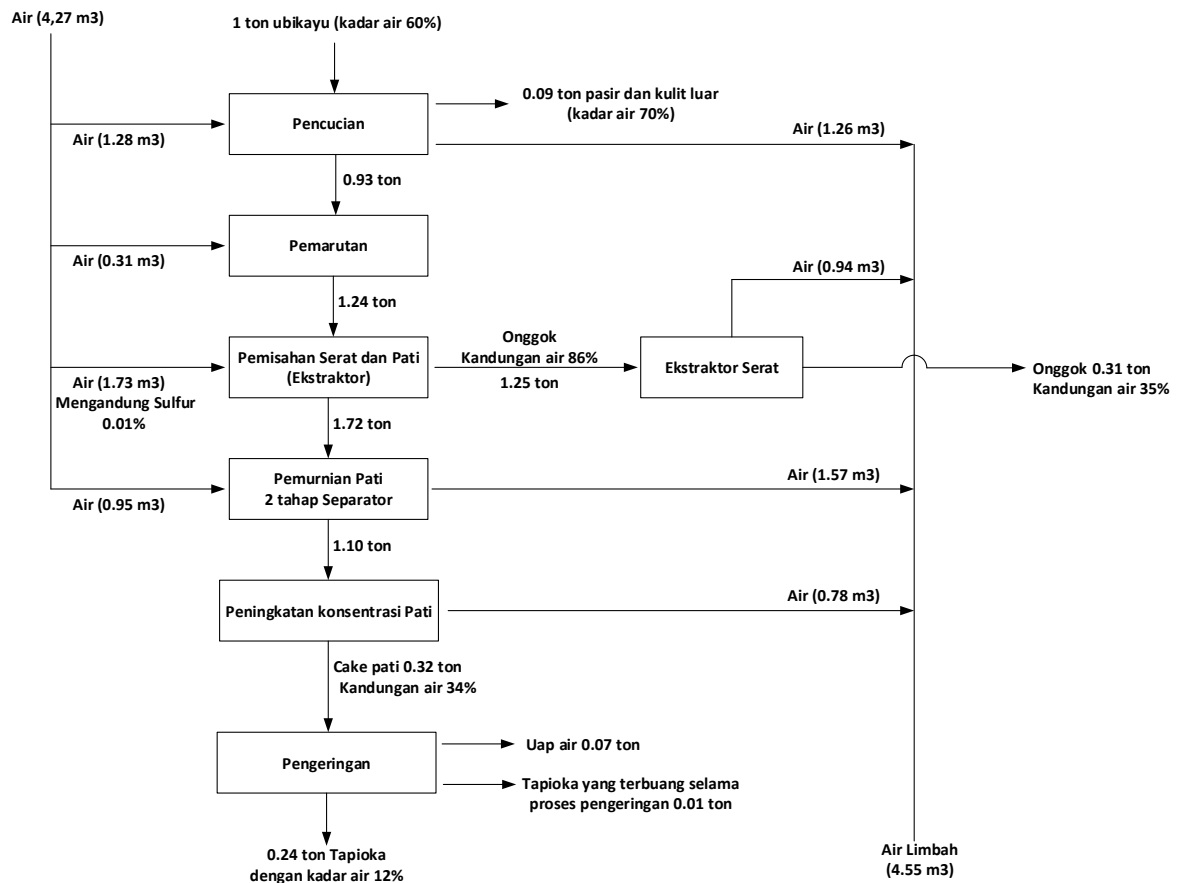 Air (4,27 m3)
1 ton ubikayu (kadar air 60%)
0.09 ton pasir dan kulit luar
(kadar air 70%)
Pencucian
Air (1.28 m3)
Air (1.26 m3)
0.93 ton
Pemarutan
Air (0.31 m3)
Air (0.94 m3)
1.24 ton
Onggok
Kandungan air 86%
1.25 ton
Pemisahan Serat dan Pati
(Ekstraktor)
Ekstraktor Serat
Air (1.73 m3)
Mengandung Sulfur
0.01%
Onggok 0.31 ton
Kandungan air 35%
1.72 ton
Pemurnian Pati
2 tahap Separator
Air (1.57 m3)
Air (0.95 m3)
1.10 ton
Peningkatan konsentrasi Pati
Air (0.78 m3)
Cake pati 0.32 ton
Kandungan air 34%
Pengeringan
Uap air 0.07 ton
Tapioka yang terbuang selama
proses pengeringan 0.01 ton
0.24 ton Tapioka
dengan kadar air 12%
Air Limbah
(4.55 m3)